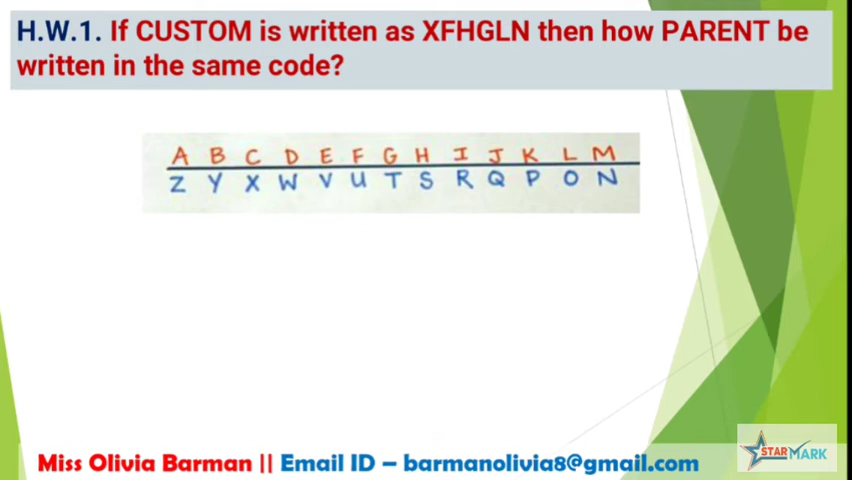 H.W.1. If CUSTOM is written as XFHGLN then how PARENT be
written in the same code?
A B C D E F G H I J K L M
Z Y X W V U T S R Q P O N
Miss Olivia Barman || Email ID – barmanolivia8@gmail.com
STAR MARK